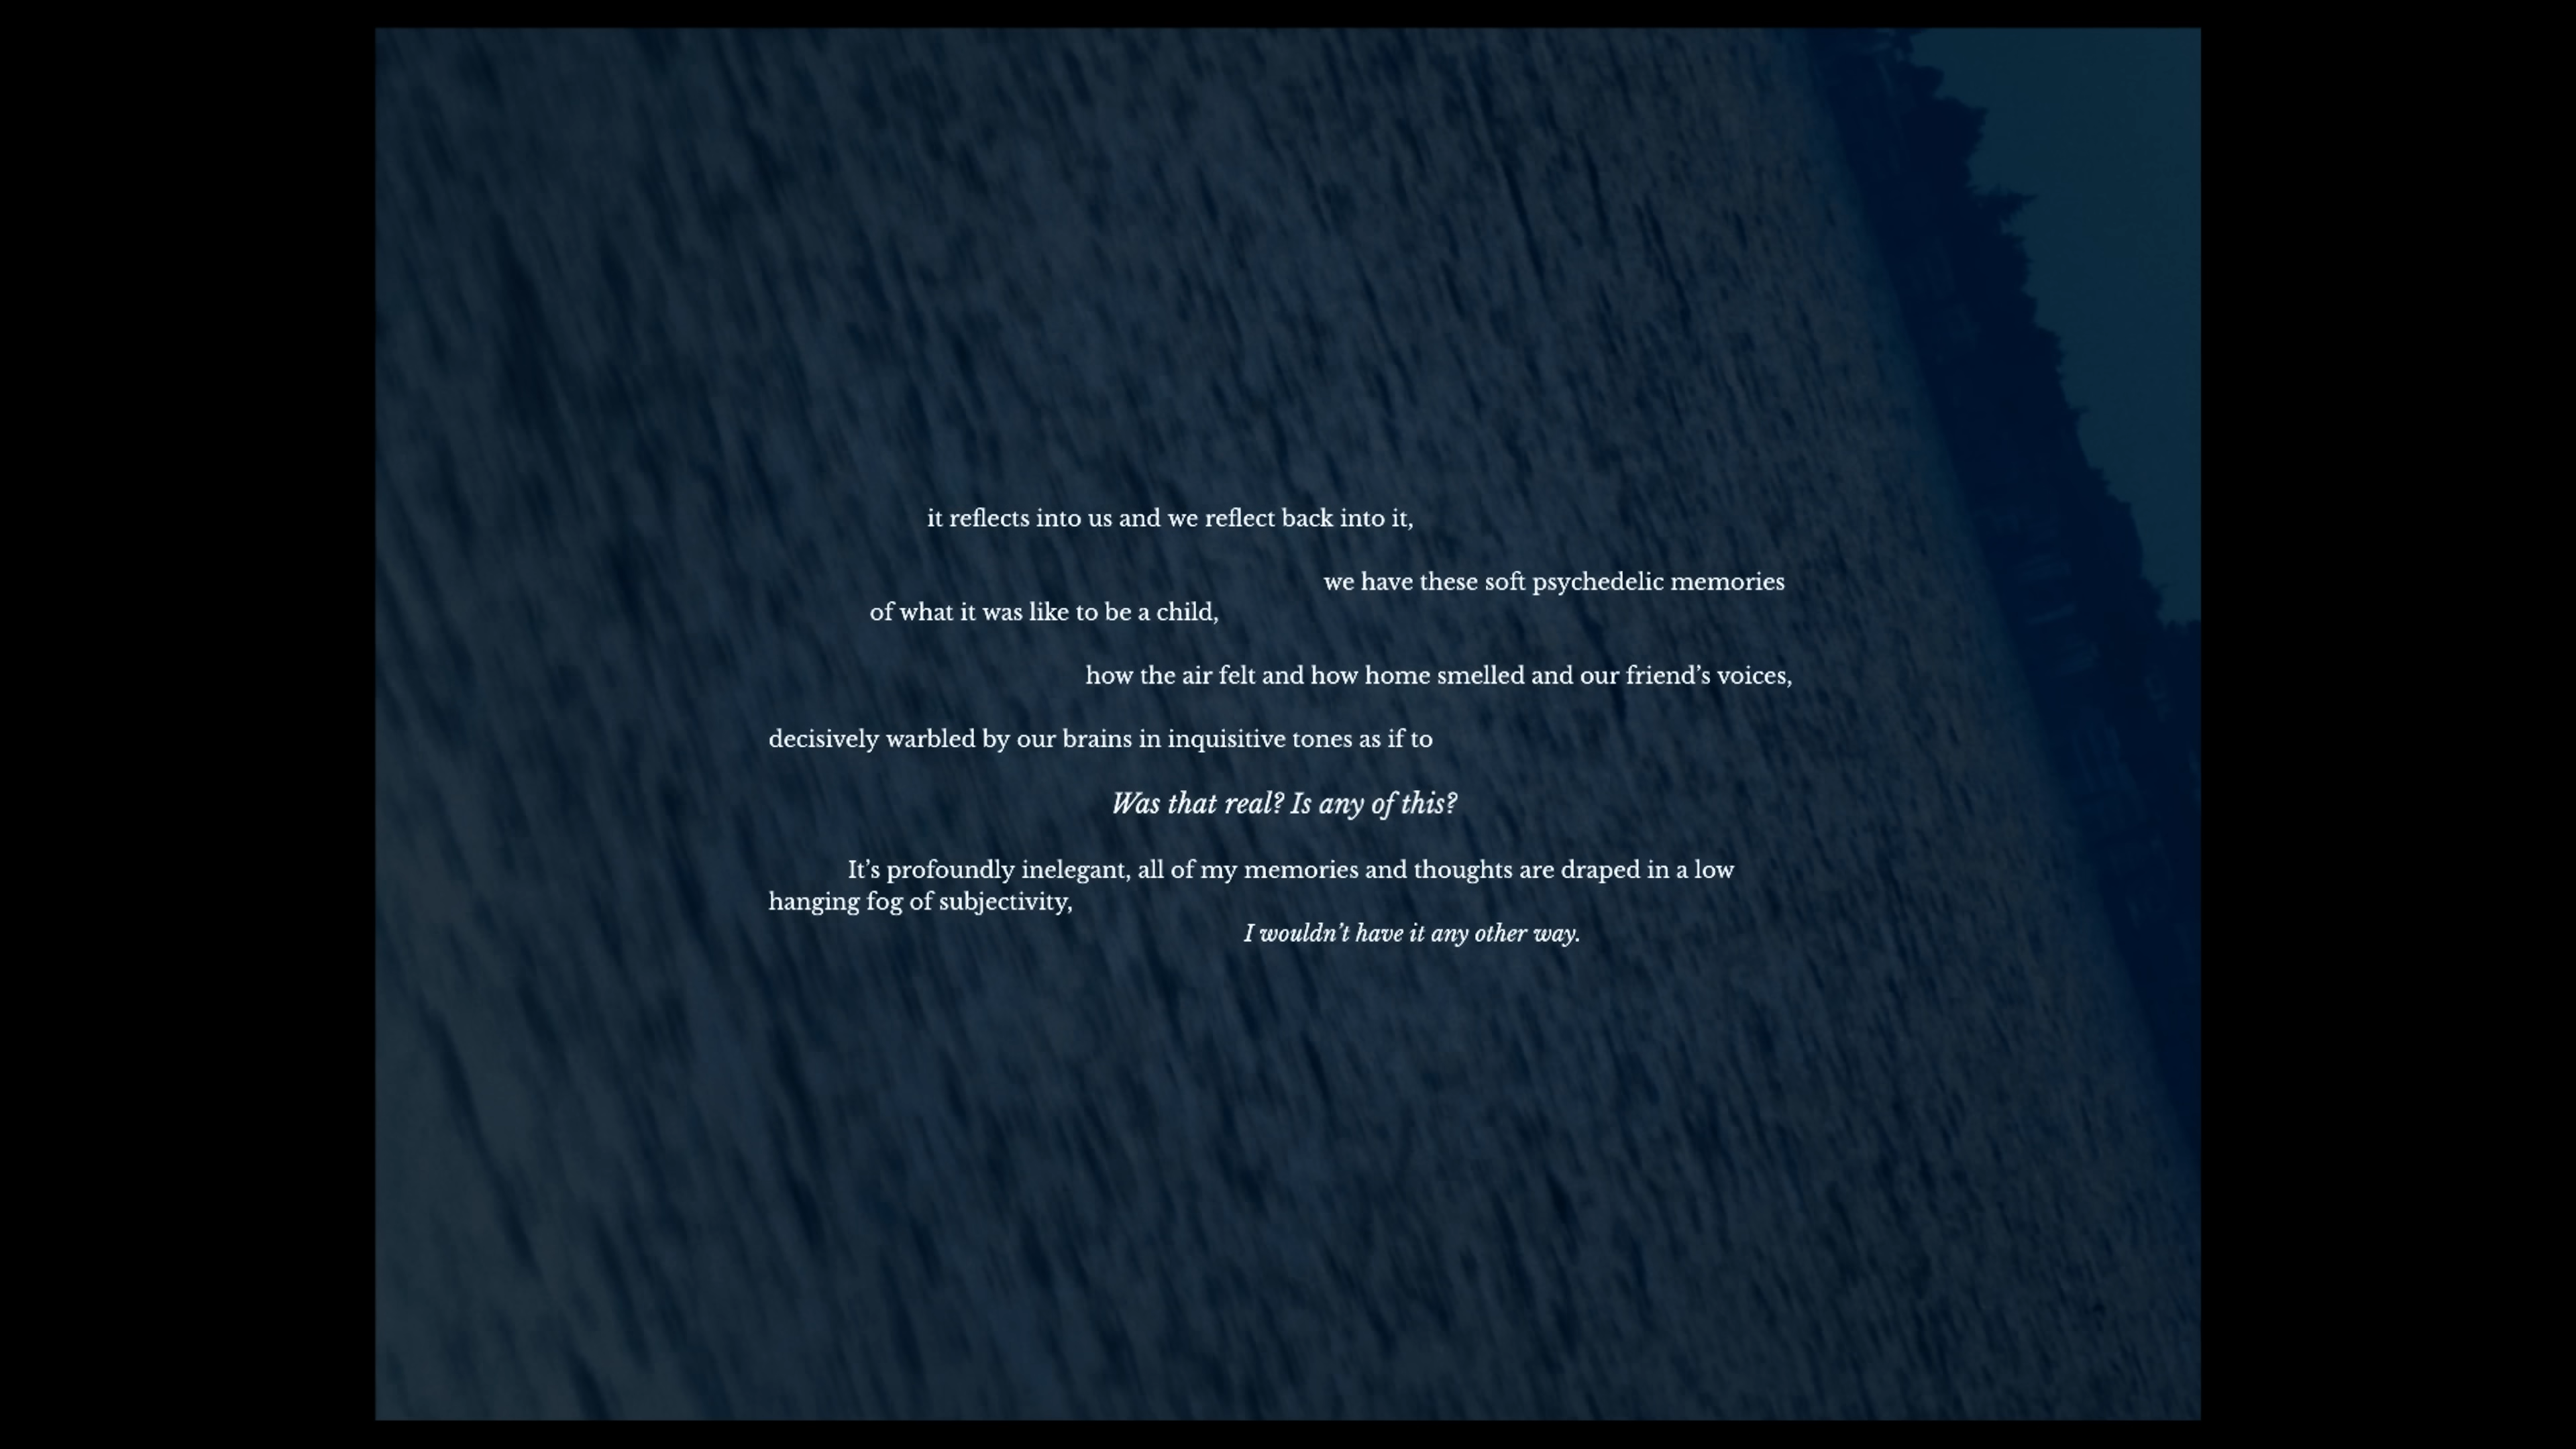 it reflects into us and we reflect back into it,
we have these soft psychedelic memories
of what it was like to be a child,
how the air felt and how home smelled and our friend’s voices,
decisively warbled by our brains in inquisitive tones as if to
Was that real? Is any of this?
It’s profoundly inelegant, all of my memories and thoughts are draped in a low
hanging fog of subjectivity,
I wouldn’t have it any other way.